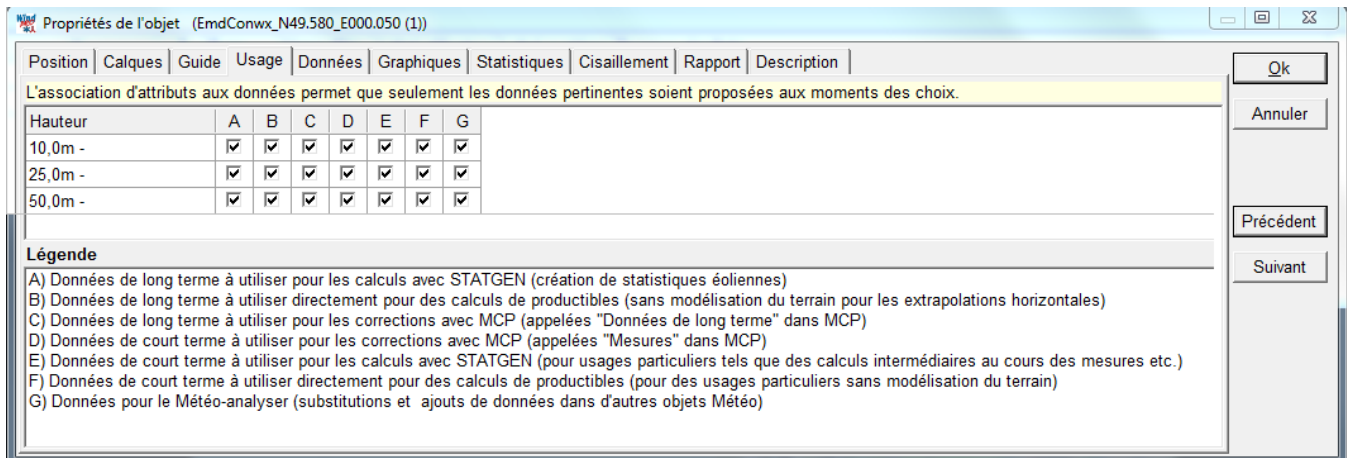 Propriétés de l'objet (EmdConwx_N49.580_E000.050 (1))
Position Calques Guide Usage Données Graphiques Statistiques Cisaillement Rapport Description
Ok
L'association d'attributs aux données permet que seulement les données pertinentes soient proposées aux moments des choix.
Annuler
Hauteur A B C D E F G
10,0m -
25,0m -
50,0m -
Précédent
Légende
Suivant
A) Données de long terme à utiliser pour les calculs avec STATGEN (création de statistiques éoliennes)
B) Données de long terme à utiliser directement pour des calculs de productibles (sans modélisation du terrain pour les extrapolations horizontales)
C) Données de long terme à utiliser pour les corrections avec MCP (appelées "Données de long terme" dans MCP)
D) Données de court terme à utiliser pour les corrections avec MCP (appelées "Mesures" dans MCP)
E) Données de court terme à utiliser pour les calculs avec STATGEN (pour usages particuliers tels que des calculs intermédiaires au cours des mesures etc.)
F) Données de court terme à utiliser directement pour des calculs de productibles (pour des usages particuliers sans modélisation du terrain)
G) Données pour le Météo-analyser (substitutions et ajouts de données dans d'autres objets Météo)